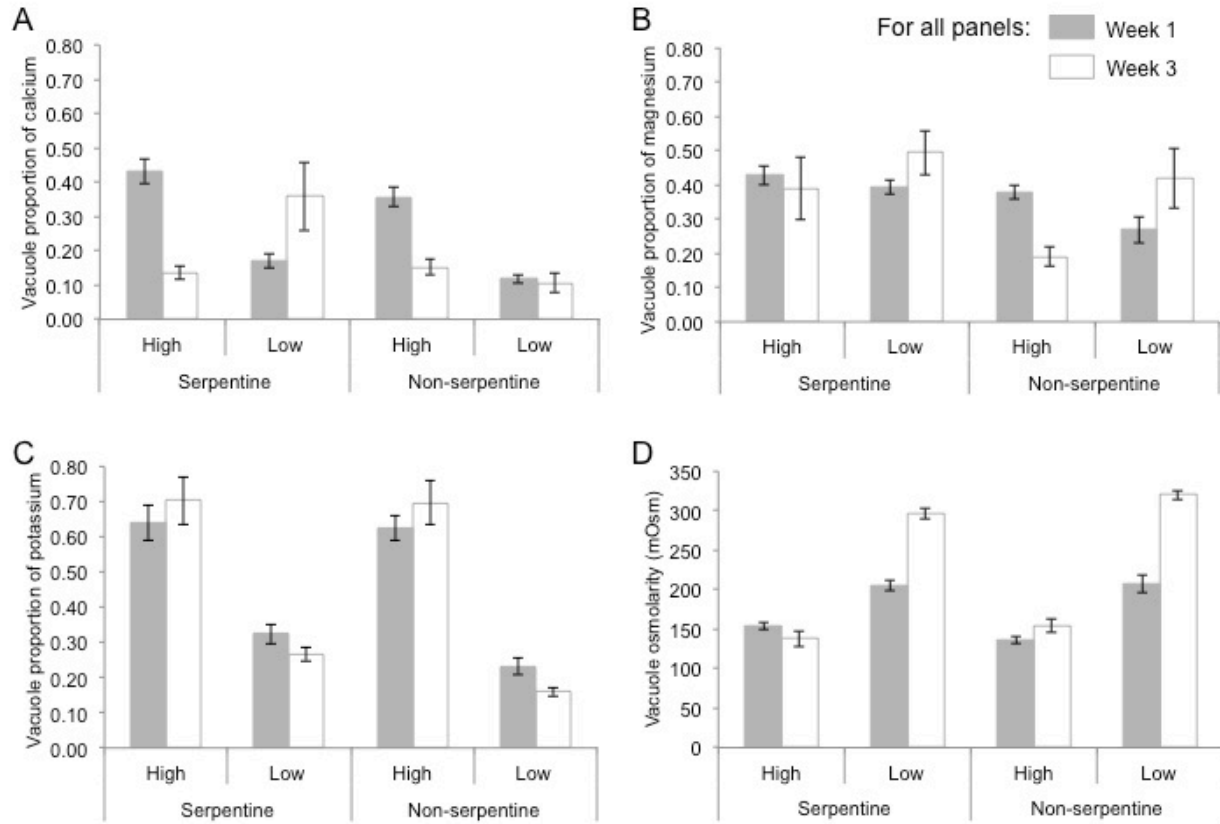 A
Vacuole proportion of calcium
0.80
0.70
0.60
0.50
0.40
0.30
0.20
0.10
0.00
High Low High Low
Serpentine Non-serpentine
B
For all panels: Week 1
Week 3
Vacuole proportion of magnesium
0.80
0.70
0.60
0.50
0.40
0.30
0.20
0.10
0.00
High Low High Low
Serpentine Non-serpentine
C
Vacuole proportion of potassium
0.80
0.70
0.60
0.50
0.40
0.30
0.20
0.10
0.00
High Low High Low
Serpentine Non-serpentine
D
Vacuole osmolarity (mOsm)
350
300
250
200
150
100
50
0
High Low High Low
Serpentine Non-serpentine